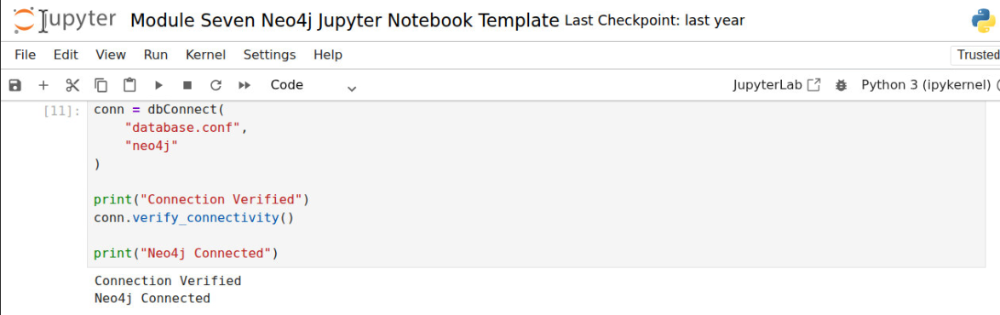 jupyter Module Seven Neo4j Jupyter Notebook Template Last Checkpoint: last year
File Edit View Run Kernel Settings Help Trusted
Code JupyterLab Python 3 (ipykernel)
[11]: conn = dbConnect(
"database.conf",
"neo4j"
)
print("Connection Verified")
conn.verify_connectivity()
print("Neo4j Connected")
Connection Verified
Neo4j Connected